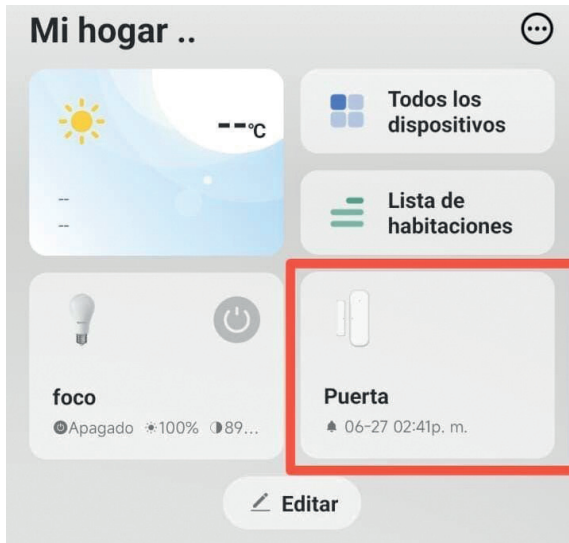 Mi hogar ..
--°C
--
--
Todos los
dispositivos
Lista de
habitaciones
foco
Apagado 100% 89...
Puerta
06-27 02:41p. m.
Editar